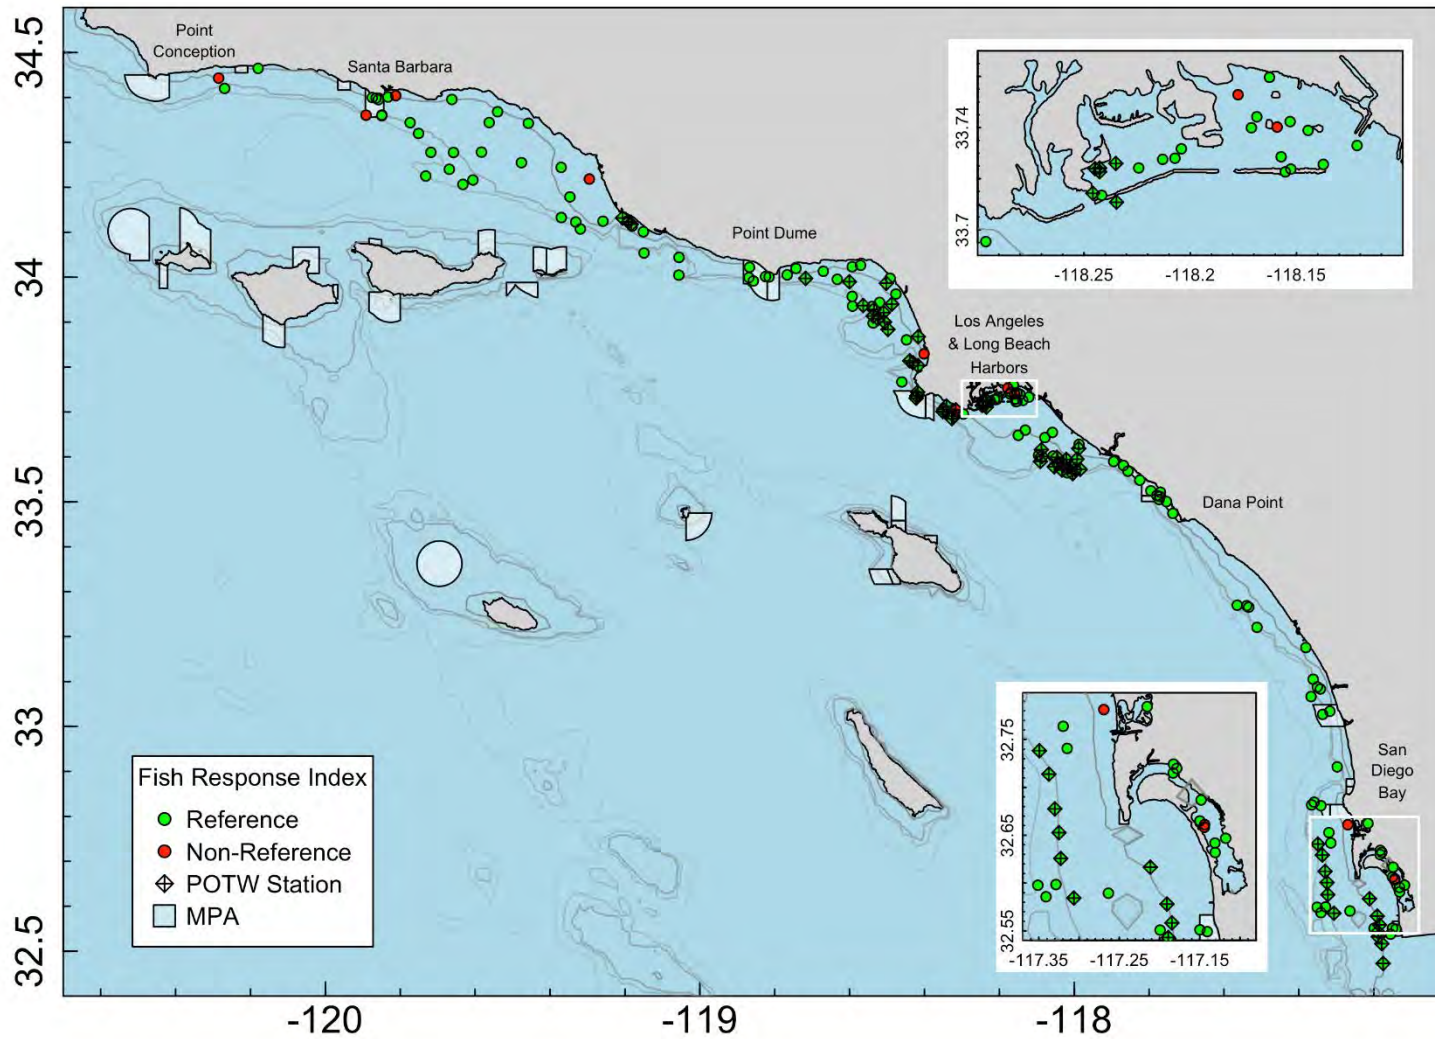 34.5
34
33.5
33
32.5
-120
-119
-118
Point
Conception
Santa Barbara
Point Dume
Los Angeles
& Long Beach
Harbors
Dana Point
San
Diego
Bay
33.74
33.7
-118.25
-118.2
-118.15
32.75
32.65
32.55
-117.35
-117.25
-117.15
Fish Response Index
Reference
Non-Reference
POTW Station
MPA